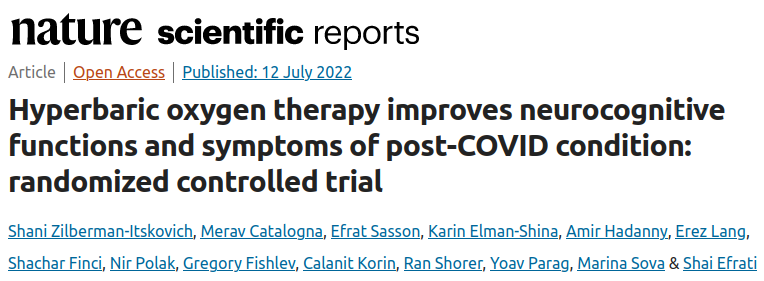 nature scientific reports
Article | Open Access | Published: 12 July 2022
Hyperbaric oxygen therapy improves neurocognitive
functions and symptoms of post-COVID condition:
randomized controlled trial
Shani Zilberman-Itskovich, Merav Catalogna, Efrat Sasson, Karin Elman-Shina, Amir Hadanny, Erez Lang,
Shachar Finci, Nir Polak, Gregory Fishlev, Calanit Korin, Ran Shorer, Yoav Parag, Marina Sova & Shai Efrati